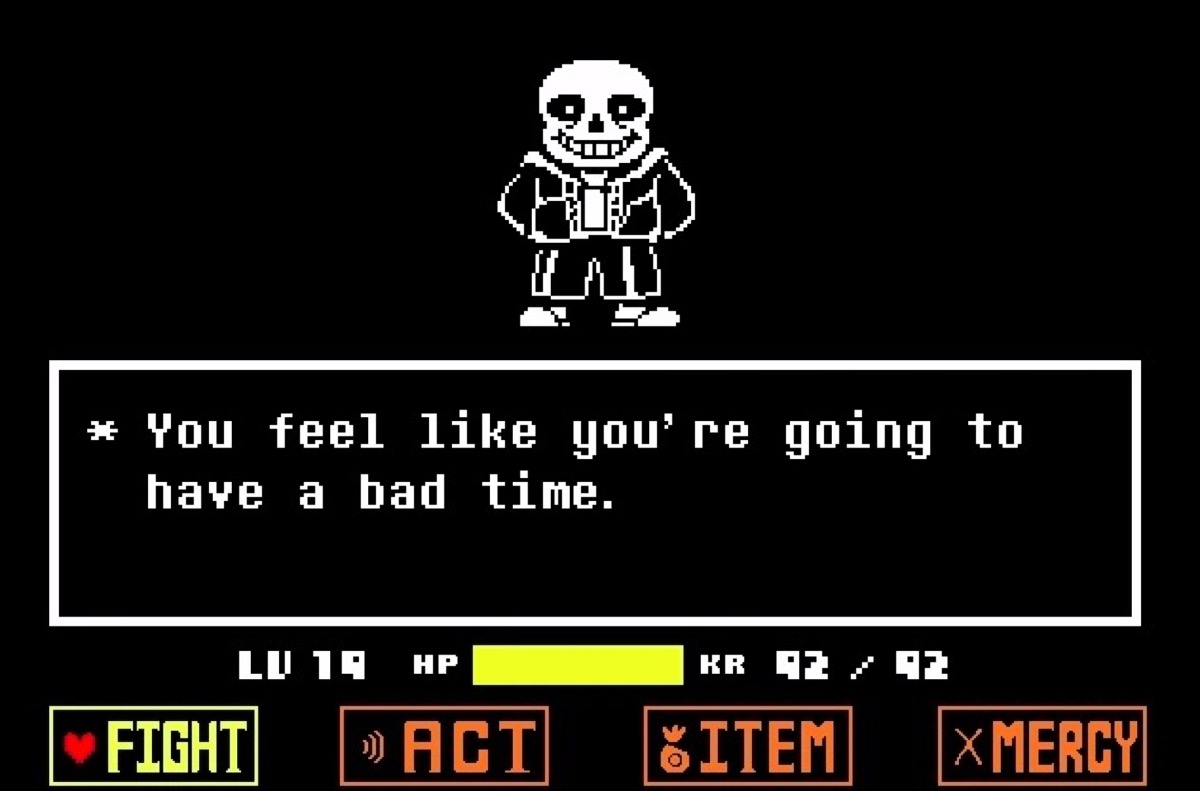 * You feel like you're going to
have a bad time.
LV 19 HP KR 92 / 92
FIGHT ACT ITEM MERCY